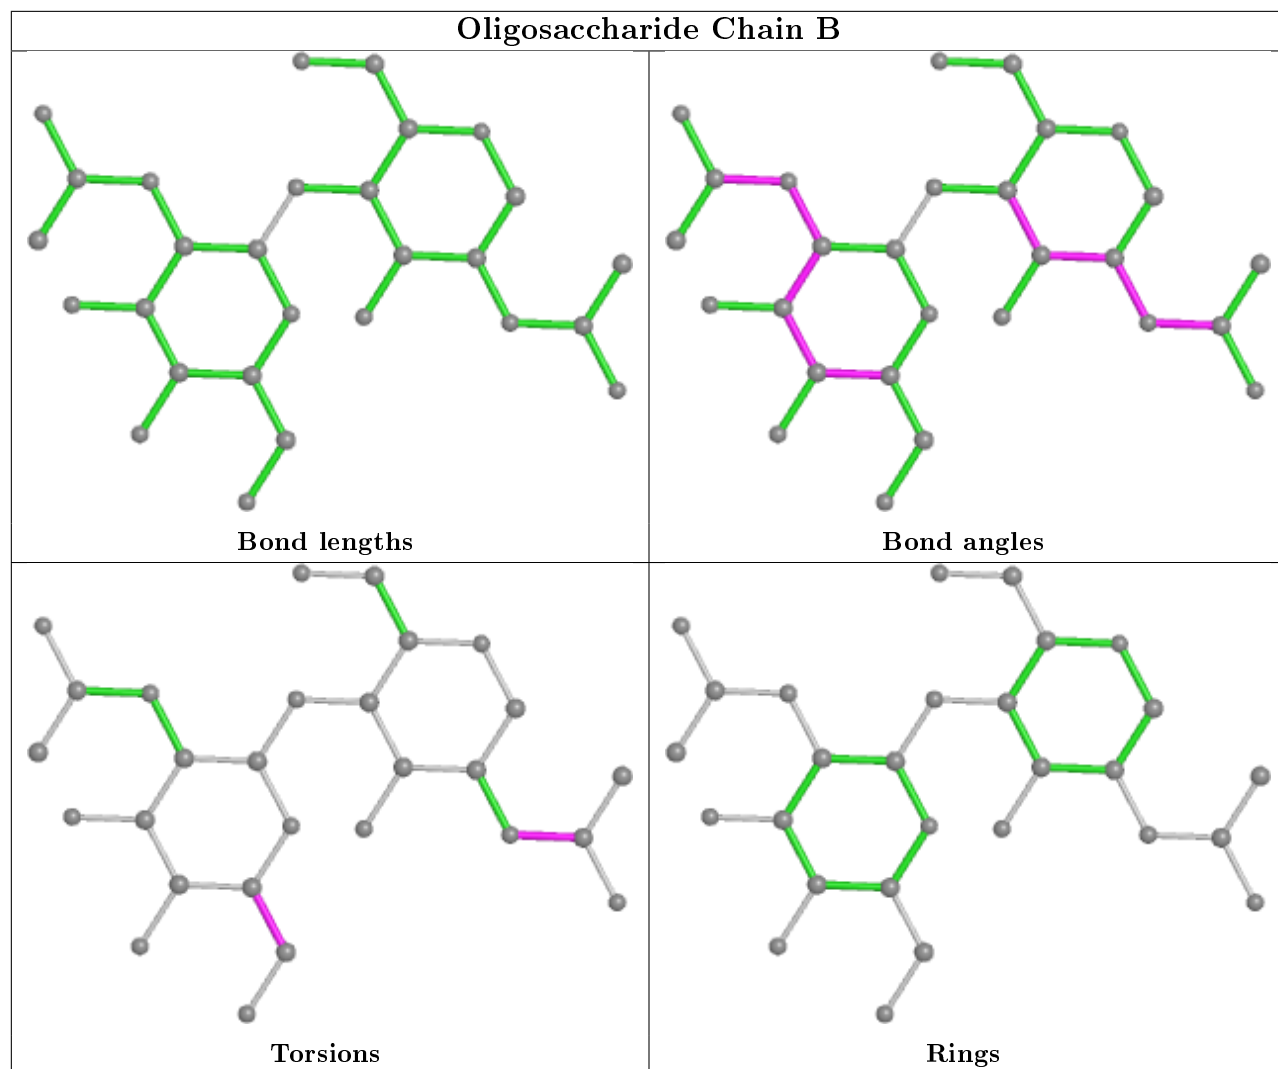 Oligosaccharide Chain B
Bond lengths
Bond angles
Torsions
Rings